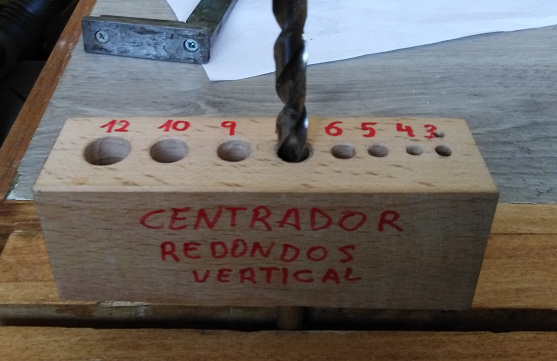 12 10 9 6 5 4 3
CENTRADOR
REDONDOS
VERTICAL